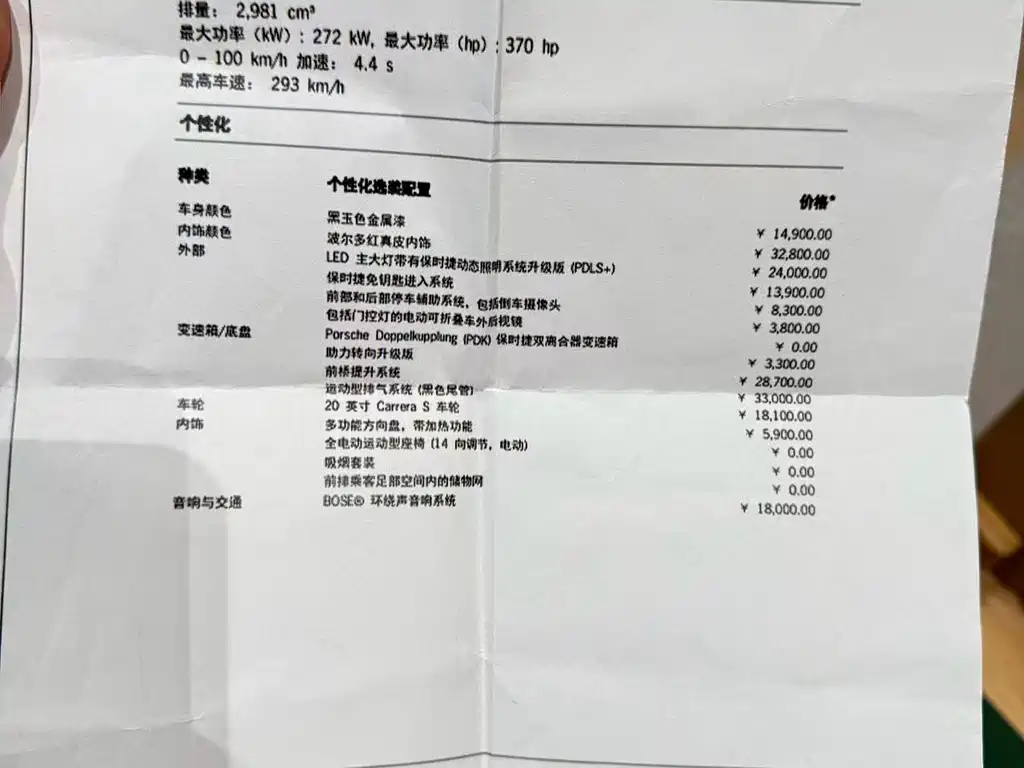 排量： 2,981 cm³
最大功率（kW）: 272 kW, 最大功率（hp）: 370 hp
0 - 100 km/h 加速： 4.4 s
最高车速： 293 km/h
个性化
种类 个性化选装配置 价格*
车身颜色 黑玉色金属漆 ¥ 14,900.00
内饰颜色 波尔多红真皮内饰 ¥ 32,800.00
外部 LED 主大灯带有保时捷动态照明系统升级版 (PDLS+) ¥ 24,000.00
保时捷免钥匙进入系统 ¥ 13,900.00
前部和后部停车辅助系统，包括倒车摄像头 ¥ 8,300.00
包括门控灯的电动可折叠车外后视镜 ¥ 3,800.00
变速箱/底盘 Porsche Doppelkupplung (PDK) 保时捷双离合器变速箱 ¥ 0.00
助力转向升级版 ¥ 3,300.00
前桥提升系统 ¥ 28,700.00
运动型排气系统 (黑色尾管) ¥ 33,000.00
车轮 20 英寸 Carrera S 车轮 ¥ 18,100.00
内饰 多功能方向盘，带加热功能 ¥ 5,900.00
全电动运动型座椅 (14 向调节，电动) ¥ 0.00
吸烟套装 ¥ 0.00
前排乘客足部空间内的储物网 ¥ 0.00
音响与交通 BOSE® 环绕声音响系统 ¥ 18,000.00